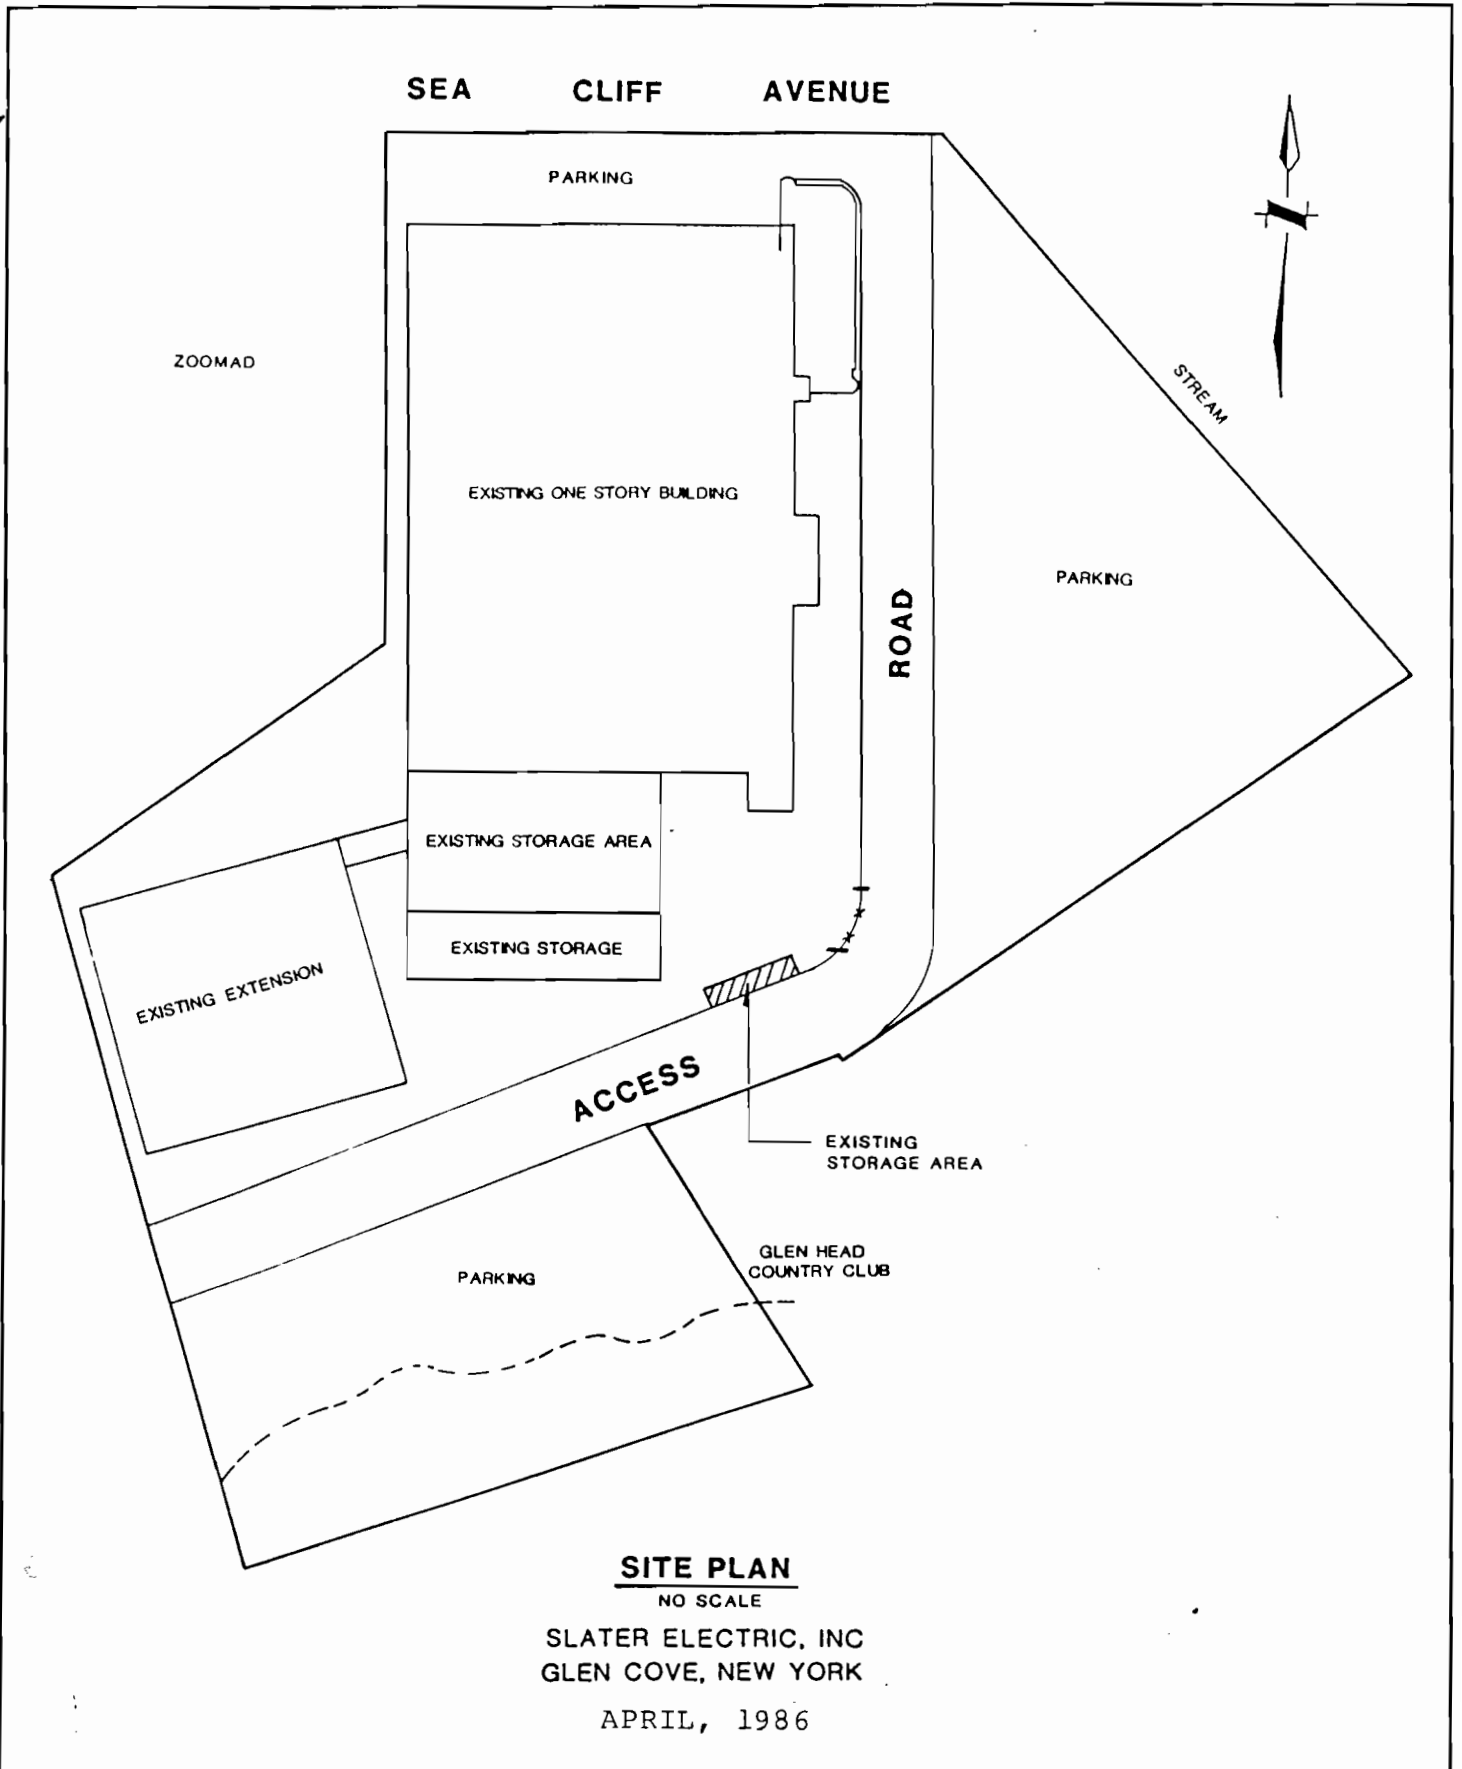 SEA CLIFF AVENUE
PARKING
ZOOMAD
STREAM
EXISTING ONE STORY BUILDING
PARKING
ROAD
EXISTING STORAGE AREA
EXISTING STORAGE
EXISTING EXTENSION
ACCESS
EXISTING
STORAGE AREA
GLEN HEAD
COUNTRY CLUB
PARKING
SITE PLAN
NO SCALE
SLATER ELECTRIC, INC
GLEN COVE, NEW YORK
APRIL, 1986